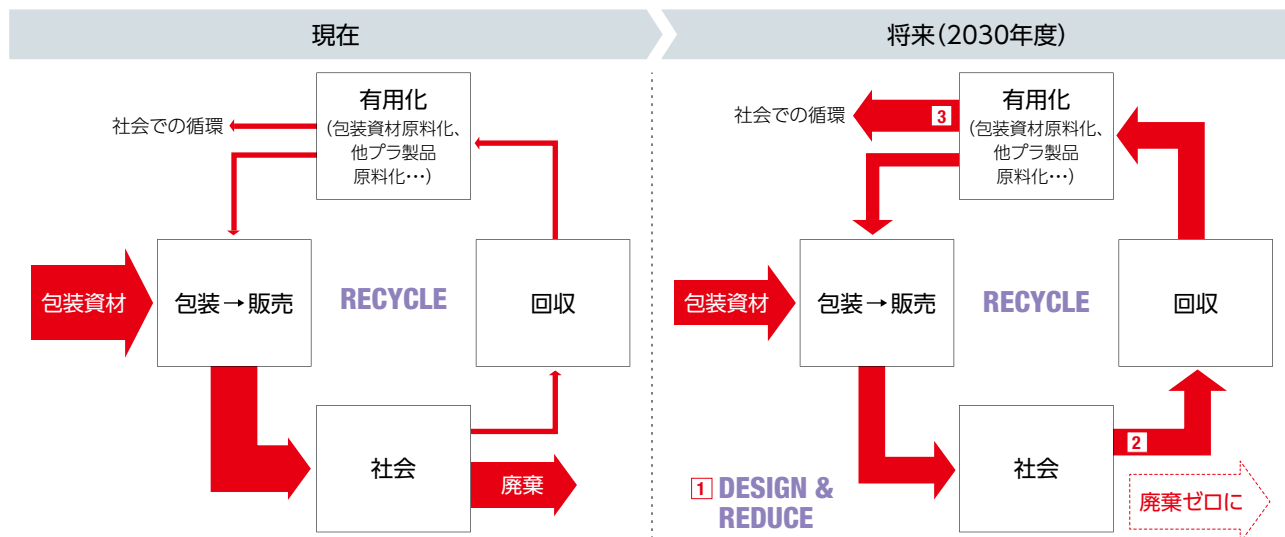 現在
有用化
(包装資材原料化、
他プラ製品
原料化･･･)
社会での循環
包装資材
包装→販売
RECYCLE
回収
社会
廃棄
将来(2030年度)
有用化
(包装資材原料化、
他プラ製品
原料化･･･)
社会での循環
3
包装資材
包装→販売
RECYCLE
回収
2
社会
1 DESIGN &
REDUCE
廃棄ゼロに